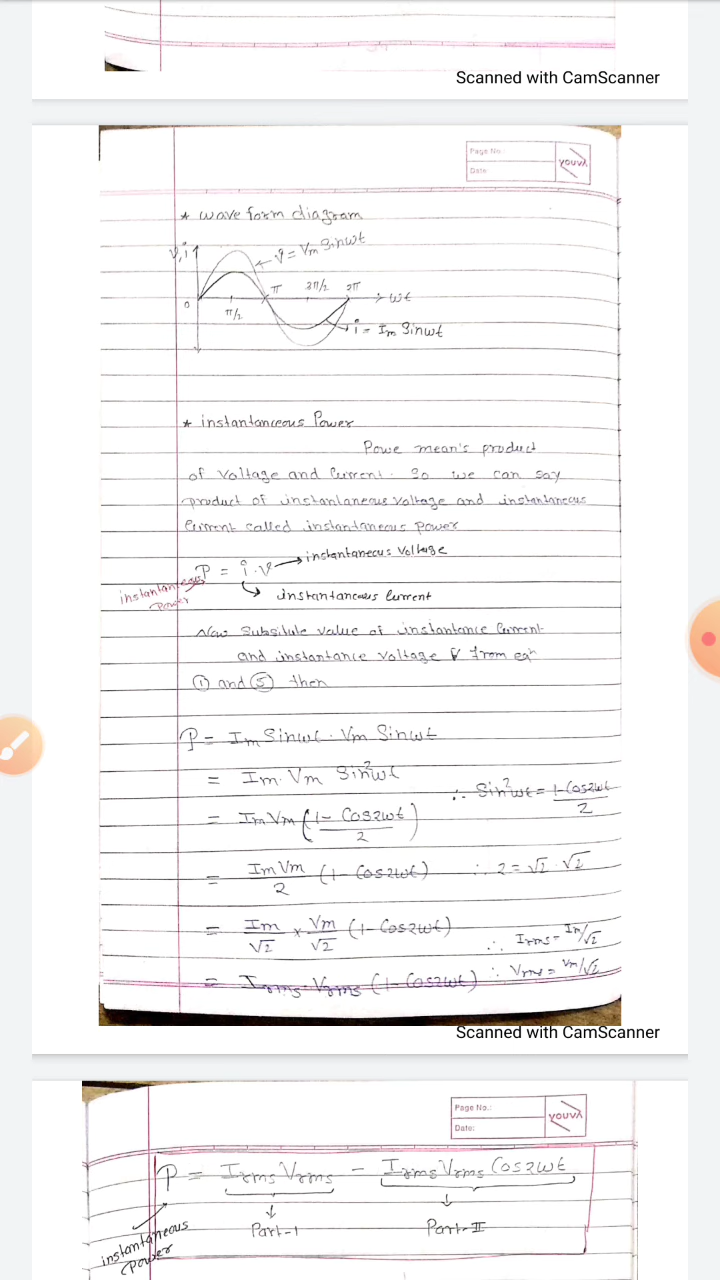 Scanned with CamScanner
Page No:
Date
YOUVA
* wave form diagram
v,i
v = Vm Sinωt
0
π/2
π
3π/2
2π
ωt
i = Im Sinωt
* instantanceous Power
Powe mean's product
of Voltage and Current. So we can say
product of instantaneous voltage and instantaneous
Current called instantaneous power
P = i.v → instantaneous Voltage
instantaneous Power
instantaneous Current
Now Subsitute value of instantance Current
and instantance voltage V from eqn
① and ⑤ then
P = Im Sinωt . Vm Sinωt
= Im. Vm Sin²ωt
∴ Sin²ωt = 1-Cos2ωt / 2
= Im Vm (1- Cos2ωt / 2)
= Im Vm / 2 (1- Cos2ωt) ∴ 2 = √2 . √2
= Im/√2 x Vm/√2 (1- Cos2ωt) ∴ Irms = Im/√2
= Irms. Vrms (1- Cos2ωt) ∴ Vrms = Vm/√2
Scanned with CamScanner
Page No.:
Date:
YOUVA
P = Irms Vrms - Irms Vrms Cos2ωt
instantaneous Power
Part-I
Part-II